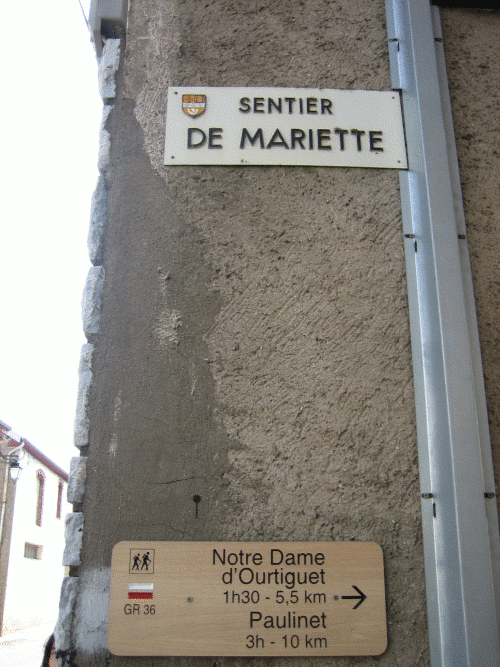 SENTIER
DE MARIETTE
Notre Dame
d'Ourtiguet
1h30 - 5,5 km
GR 36
Paulinet
3h - 10 km